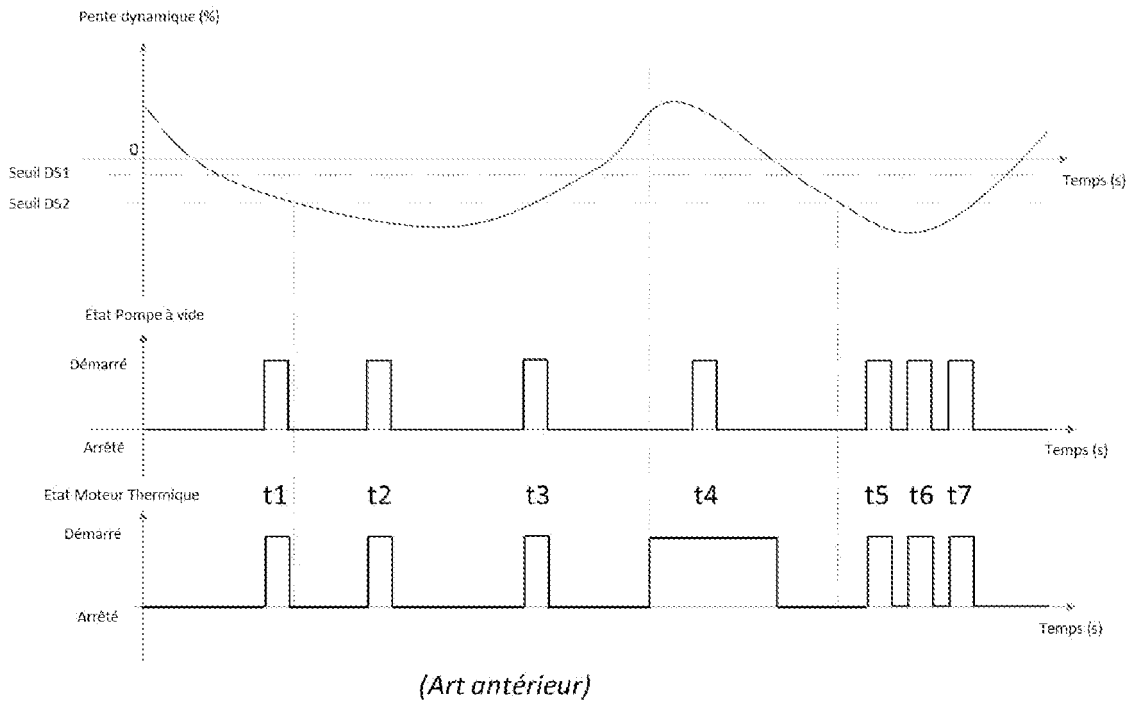 Pente dynamique (%)
0
Seuil DS1
Temps (s)
Seuil DS2
Etat Pompe à vide
Démarré
Arrêté
Temps (s)
Etat Moteur Thermique
t1 t2 t3 t4 t5 t6 t7
Démarré
Arrêté
Temps (s)
(Art antérieur)